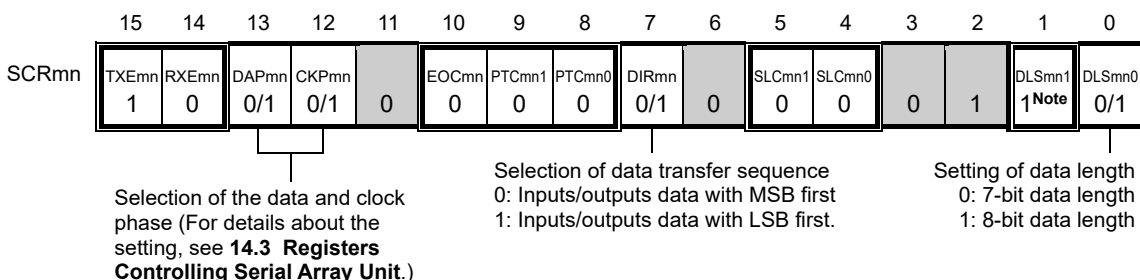 15 14 13 12 11 10 9 8 7 6 5 4 3 2 1 0
SCRmn TXEmn RXEmn DAPmn CKPmn EOCmn PTCmn1 PTCmn0 DIRmn SLCmn1 SLCmn0 DLSmn1 DLSmn0
1 0 0/1 0/1 0 0 0 0 0/1 0 0 0 0 1 1Note 0/1
Selection of the data and clock
phase (For details about the
setting, see 14.3 Registers
Controlling Serial Array Unit.)
Selection of data transfer sequence
0: Inputs/outputs data with MSB first
1: Inputs/outputs data with LSB first.
Setting of data length
0: 7-bit data length
1: 8-bit data length